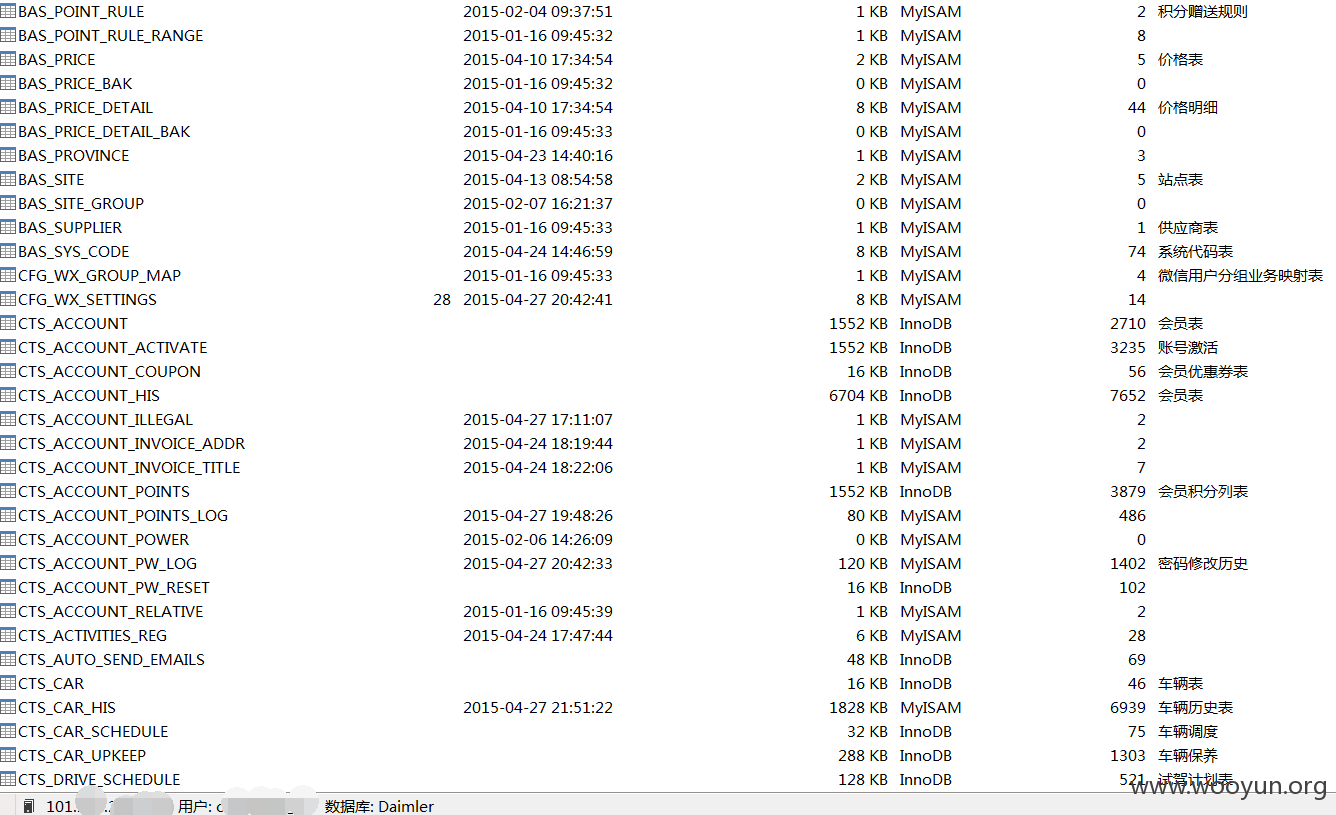 BAS_POINT_RULE 2015-02-04 09:37:51 1 KB MyISAM 2 积分赠送规则
BAS_POINT_RULE_RANGE 2015-01-16 09:45:32 1 KB MyISAM 8
BAS_PRICE 2015-04-10 17:34:54 2 KB MyISAM 5 价格表
BAS_PRICE_BAK 2015-01-16 09:45:32 0 KB MyISAM 0
BAS_PRICE_DETAIL 2015-04-10 17:34:54 8 KB MyISAM 44 价格明细
BAS_PRICE_DETAIL_BAK 2015-01-16 09:45:33 0 KB MyISAM 0
BAS_PROVINCE 2015-04-23 14:40:16 1 KB MyISAM 3
BAS_SITE 2015-04-13 08:54:58 2 KB MyISAM 5 站点表
BAS_SITE_GROUP 2015-02-07 16:21:37 0 KB MyISAM 0
BAS_SUPPLIER 2015-01-16 09:45:33 1 KB MyISAM 1 供应商表
BAS_SYS_CODE 2015-04-24 14:46:59 8 KB MyISAM 74 系统代码表
CFG_WX_GROUP_MAP 2015-01-16 09:45:33 1 KB MyISAM 4 微信用户分组业务映射表
CFG_WX_SETTINGS 28 2015-04-27 20:42:41 8 KB MyISAM 14
CTS_ACCOUNT 1552 KB InnoDB 2710 会员表
CTS_ACCOUNT_ACTIVATE 1552 KB InnoDB 3235 账号激活
CTS_ACCOUNT_COUPON 16 KB InnoDB 56 会员优惠券表
CTS_ACCOUNT_HIS 6704 KB InnoDB 7652 会员表
CTS_ACCOUNT_ILLEGAL 2015-04-27 17:11:07 1 KB MyISAM 2
CTS_ACCOUNT_INVOICE_ADDR 2015-04-24 18:19:44 1 KB MyISAM 2
CTS_ACCOUNT_INVOICE_TITLE 2015-04-24 18:22:06 1 KB MyISAM 7
CTS_ACCOUNT_POINTS 1552 KB InnoDB 3879 会员积分列表
CTS_ACCOUNT_POINTS_LOG 2015-04-27 19:48:26 80 KB MyISAM 486
CTS_ACCOUNT_POWER 2015-02-06 14:26:09 0 KB MyISAM 0
CTS_ACCOUNT_PW_LOG 2015-04-27 20:42:33 120 KB MyISAM 1402 密码修改历史
CTS_ACCOUNT_PW_RESET 16 KB InnoDB 102
CTS_ACCOUNT_RELATIVE 2015-01-16 09:45:39 1 KB MyISAM 2
CTS_ACTIVITIES_REG 2015-04-24 17:47:44 6 KB MyISAM 28
CTS_AUTO_SEND_EMAILS 48 KB InnoDB 69
CTS_CAR 16 KB InnoDB 46 车辆表
CTS_CAR_HIS 2015-04-27 21:51:22 1828 KB MyISAM 6939 车辆历史表
CTS_CAR_SCHEDULE 32 KB InnoDB 75 车辆调度
CTS_CAR_UPKEEP 288 KB InnoDB 1303 车辆保养
CTS_DRIVE_SCHEDULE 128 KB InnoDB 521 试驾计划表
www.wooyun.org
101. 用户: 数据库: Daimler